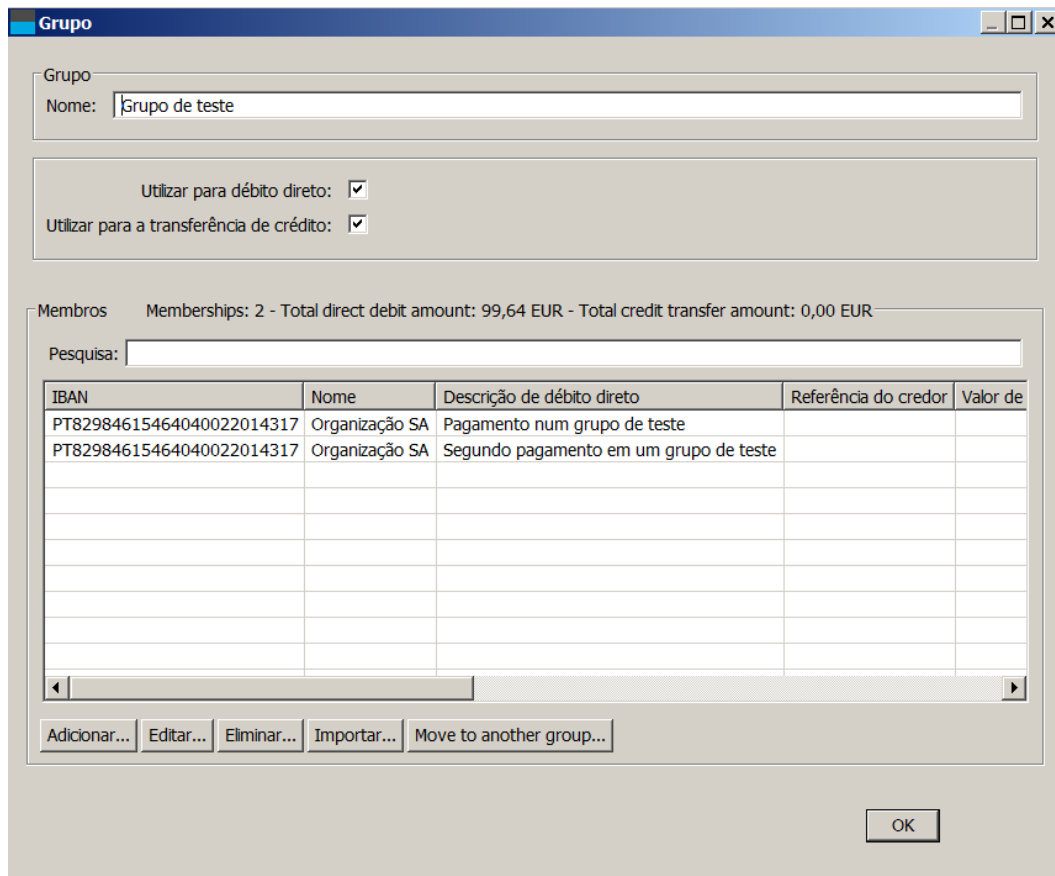 Grupo
Grupo
Nome: Grupo de teste
Utilizar para débito direto:
Utilizar para a transferência de crédito:
Membros Memberships: 2 - Total direct debit amount: 99,64 EUR - Total credit transfer amount: 0,00 EUR
Pesquisa:
IBAN Nome Descrição de débito direto Referência do credor Valor de
PT82984615464040022014317 Organização SA Pagamento num grupo de teste
PT82984615464040022014317 Organização SA Segundo pagamento em um grupo de teste
Adicionar... Editar... Eliminar... Importar... Move to another group...
OK